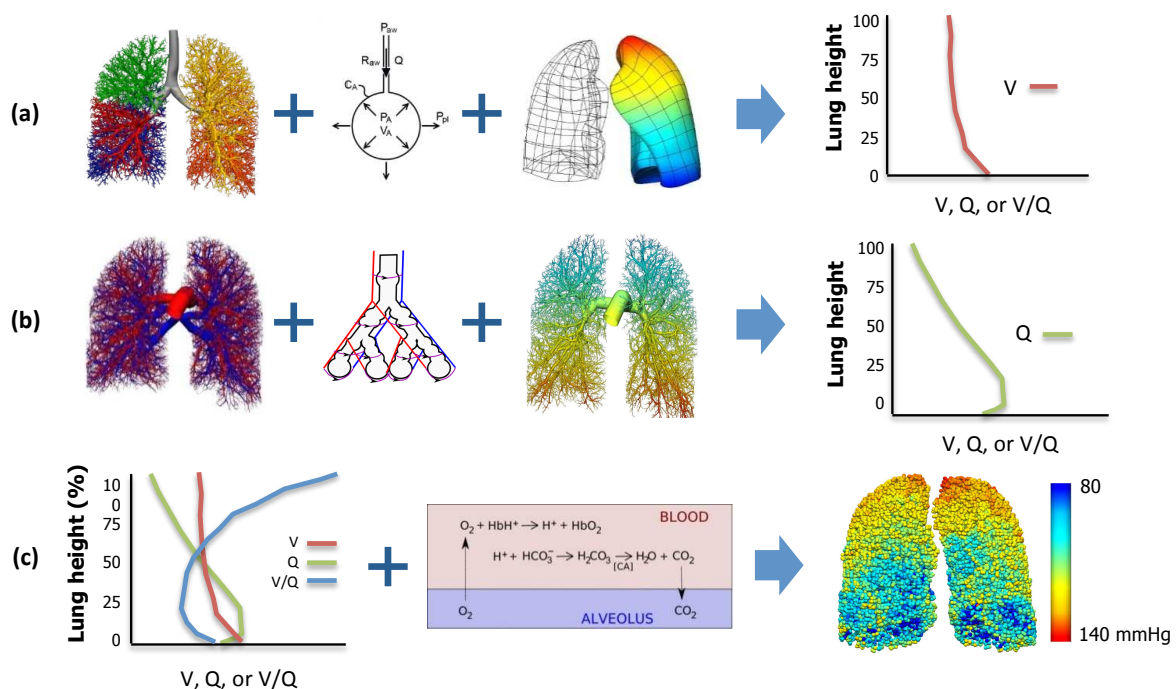 (a)
P_aw
R_aw Q
C_A
P_A
V_A
P_pl
Lung height
100
75
50
25
0
V
V, Q, or V/Q
(b)
Lung height
100
75
50
25
0
Q
V, Q, or V/Q
(c)
Lung height (%)
10
0
75
50
25
0
V
Q
V/Q
V, Q, or V/Q
BLOOD
O₂ + HbH⁺ → H⁺ + HbO₂
H⁺ + HCO₃⁻ → H₂CO₃ → H₂O + CO₂
[CA]
O₂
CO₂
ALVEOLUS
80
140 mmHg